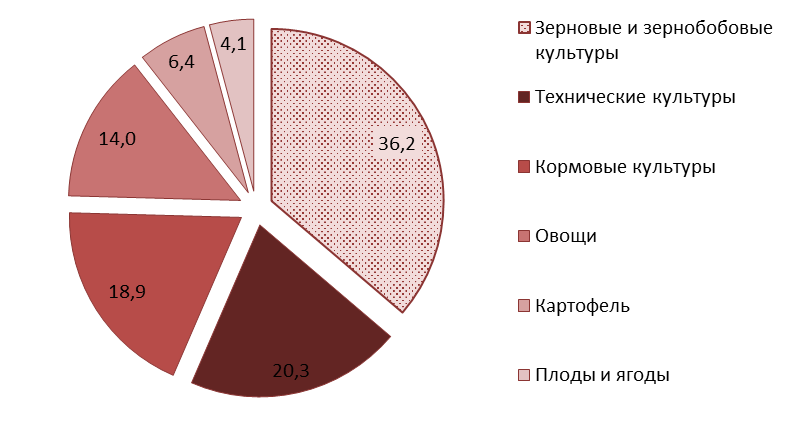 4,1
6,4
14,0
36,2
18,9
20,3
Зерновые и зернобобовые
культуры
Технические культуры
Кормовые культуры
Овощи
Картофель
Плоды и ягоды